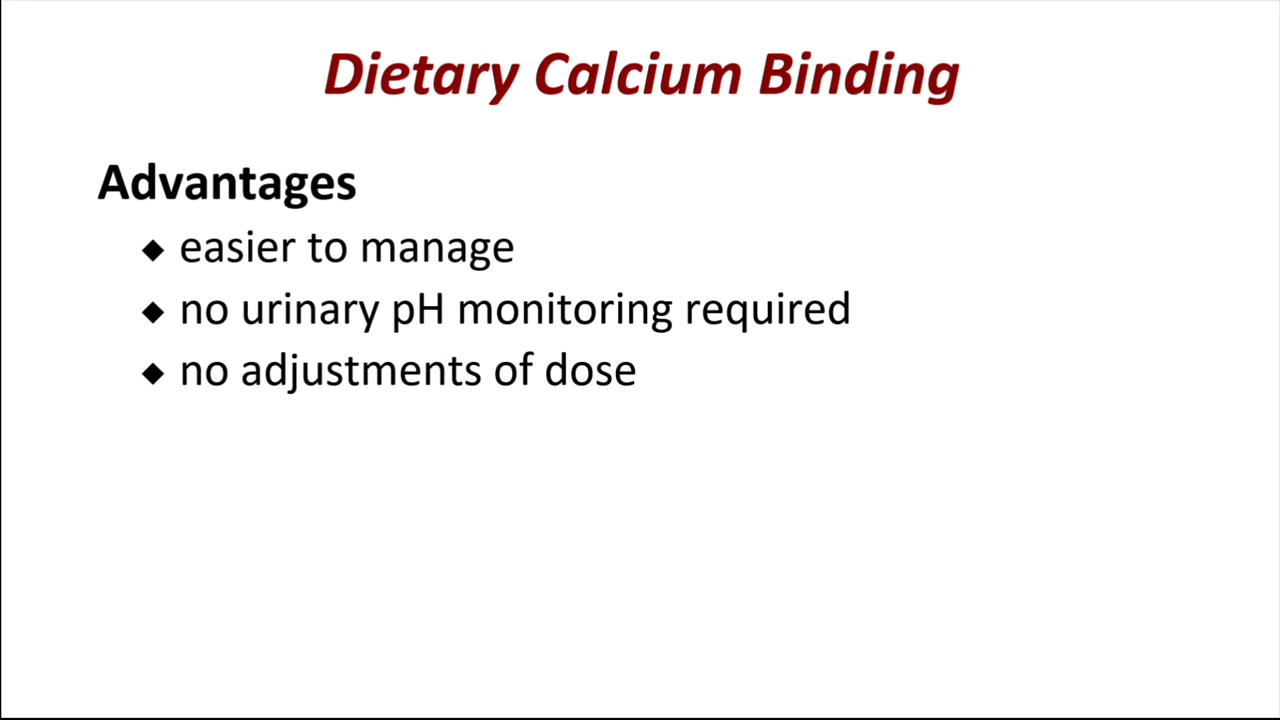 Dietary Calcium Binding
Advantages
◆ easier to manage
◆ no urinary pH monitoring required
◆ no adjustments of dose